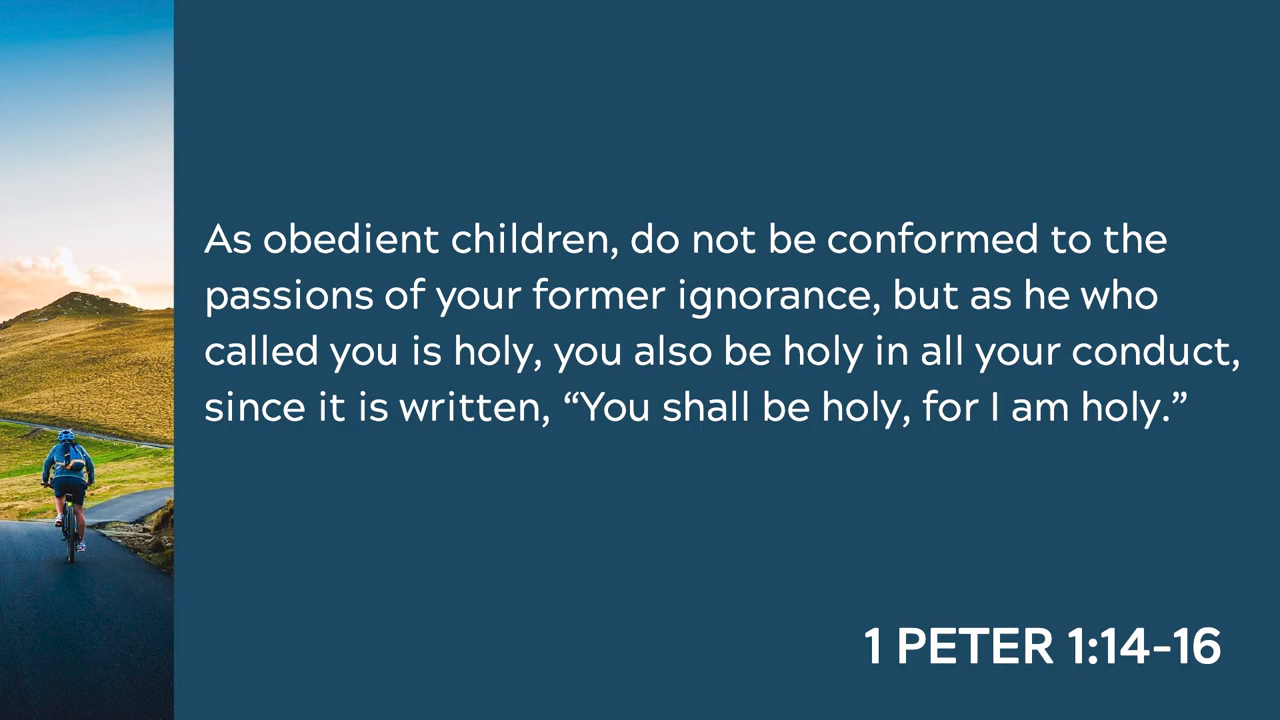 As obedient children, do not be conformed to the
passions of your former ignorance, but as he who
called you is holy, you also be holy in all your conduct,
since it is written, “You shall be holy, for I am holy.”
1 PETER 1:14–16